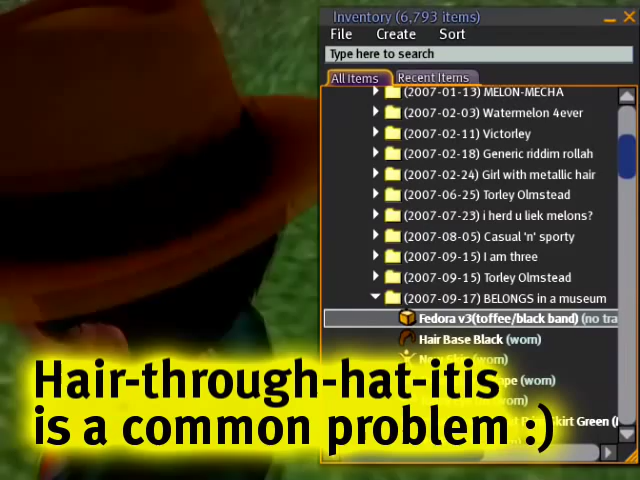 Inventory (6,793 items)
File Create Sort
Type here to search
All Items Recent Items
(2007-01-13) MELON-MECHA
(2007-02-03) Watermelon 4ever
(2007-02-11) Victorley
(2007-02-18) Generic riddim rollah
(2007-02-24) Girl with metallic hair
(2007-06-25) Torley Olmstead
(2007-07-23) i herd u liek melons?
(2007-08-05) Casual 'n' sporty
(2007-09-15) I am three
(2007-09-15) Torley Olmstead
(2007-09-17) BELONGS in a museum
Fedora v3(toffee/black band) (no tra
Hair Base Black (worn)
(worn)
(worn)
Skirt Green (
Hair-through-hat-itis
is a common problem :)